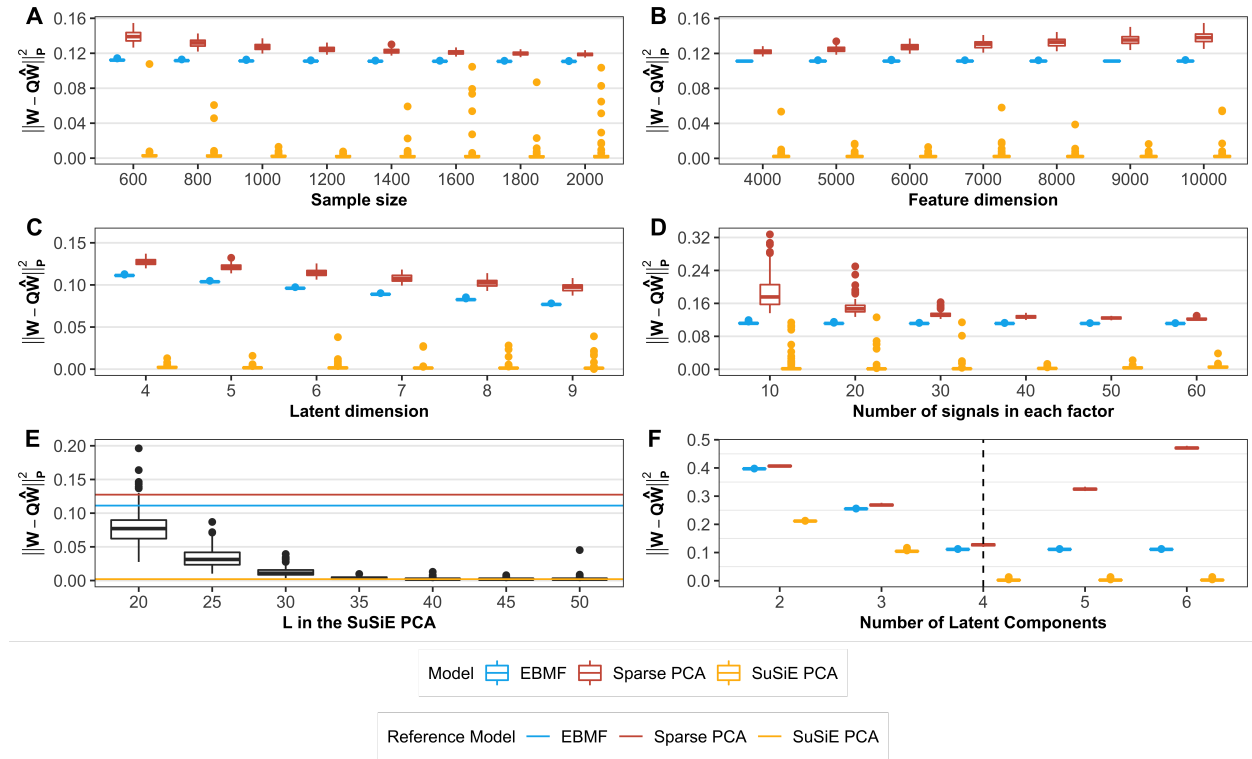 A
||W − QŴ||²_P
0.16
0.12
0.08
0.04
0.00
600 800 1000 1200 1400 1600 1800 2000
Sample size
B
||W − QŴ||²_P
0.16
0.12
0.08
0.04
0.00
4000 5000 6000 7000 8000 9000 10000
Feature dimension
C
||W − QŴ||²_P
0.15
0.10
0.05
0.00
4 5 6 7 8 9
Latent dimension
D
||W − QŴ||²_P
0.32
0.24
0.16
0.08
0.00
10 20 30 40 50 60
Number of signals in each factor
E
||W − QŴ||²_P
0.20
0.15
0.10
0.05
0.00
20 25 30 35 40 45 50
L in the SuSiE PCA
F
||W − QŴ||²_P
0.5
0.4
0.3
0.2
0.1
0.0
2 3 4 5 6
Number of Latent Components
Model EBMF Sparse PCA SuSiE PCA
Reference Model EBMF Sparse PCA SuSiE PCA